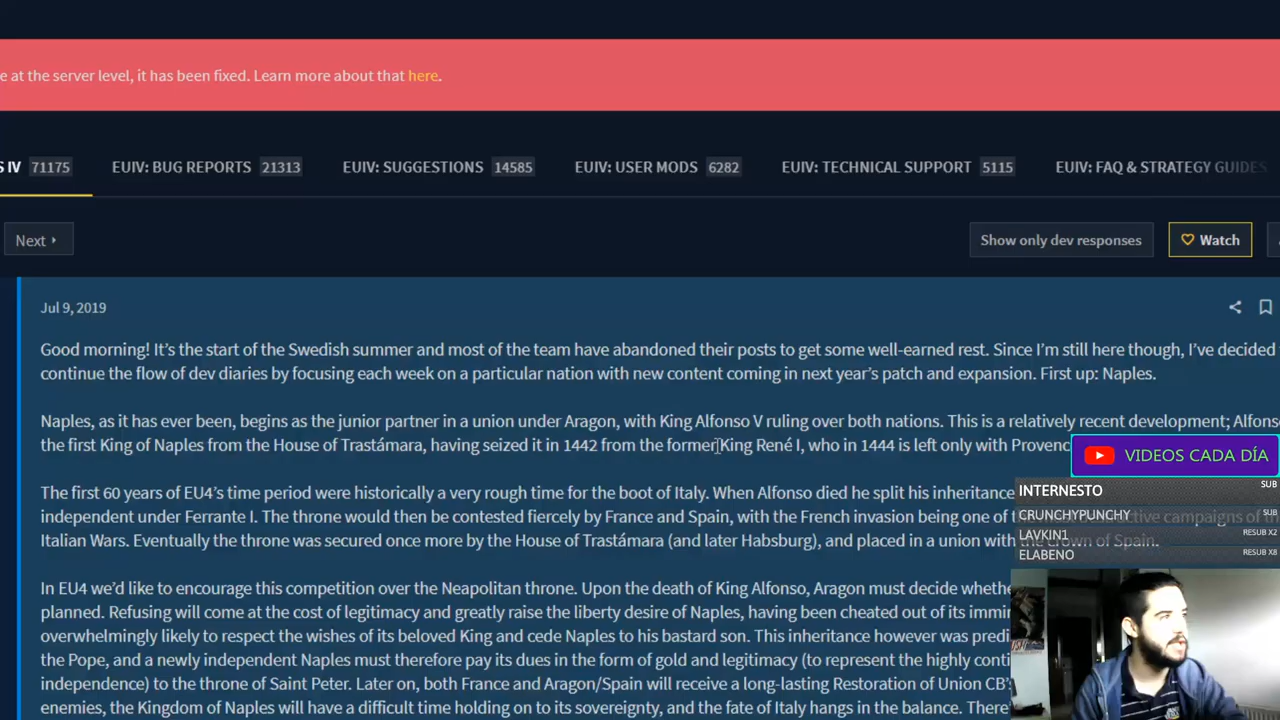 e at the server level, it has been fixed. Learn more about that here.
S IV 71175 EUIV: BUG REPORTS 21313 EUIV: SUGGESTIONS 14585 EUIV: USER MODS 6282 EUIV: TECHNICAL SUPPORT 5115 EUIV: FAQ & STRATEGY GUIDES
Next Show only dev responses Watch
Jul 9, 2019
Good morning! It's the start of the Swedish summer and most of the team have abandoned their posts to get some well-earned rest. Since I'm still here though, I've decided
continue the flow of dev diaries by focusing each week on a particular nation with new content coming in next year's patch and expansion. First up: Naples.
Naples, as it has ever been, begins as the junior partner in a union under Aragon, with King Alfonso V ruling over both nations. This is a relatively recent development; Alfons
the first King of Naples from the House of Trastámara, having seized it in 1442 from the former King René I, who in 1444 is left only with Provenc
VIDEOS CADA DÍA
INTERNESTO SUB
CRUNCHYPUNCHY SUB
LAVKIN1 RESUB X2
ELABENO RESUB X8
The first 60 years of EU4's time period were historically a very rough time for the boot of Italy. When Alfonso died he split his inheritance
independent under Ferrante I. The throne would then be contested fiercely by France and Spain, with the French invasion being one of campaigns of
Italian Wars. Eventually the throne was secured once more by the House of Trastámara (and later Habsburg), and placed in a union with the crown of Spain.
In EU4 we'd like to encourage this competition over the Neapolitan throne. Upon the death of King Alfonso, Aragon must decide whethe
planned. Refusing will come at the cost of legitimacy and greatly raise the liberty desire of Naples, having been cheated out of its immi
overwhelmingly likely to respect the wishes of its beloved King and cede Naples to his bastard son. This inheritance however was predi
the Pope, and a newly independent Naples must therefore pay its dues in the form of gold and legitimacy (to represent the highly conti
independence) to the throne of Saint Peter. Later on, both France and Aragon/Spain will receive a long-lasting Restoration of Union CB'
enemies, the Kingdom of Naples will have a difficult time holding on to its sovereignty, and the fate of Italy hangs in the balance. There